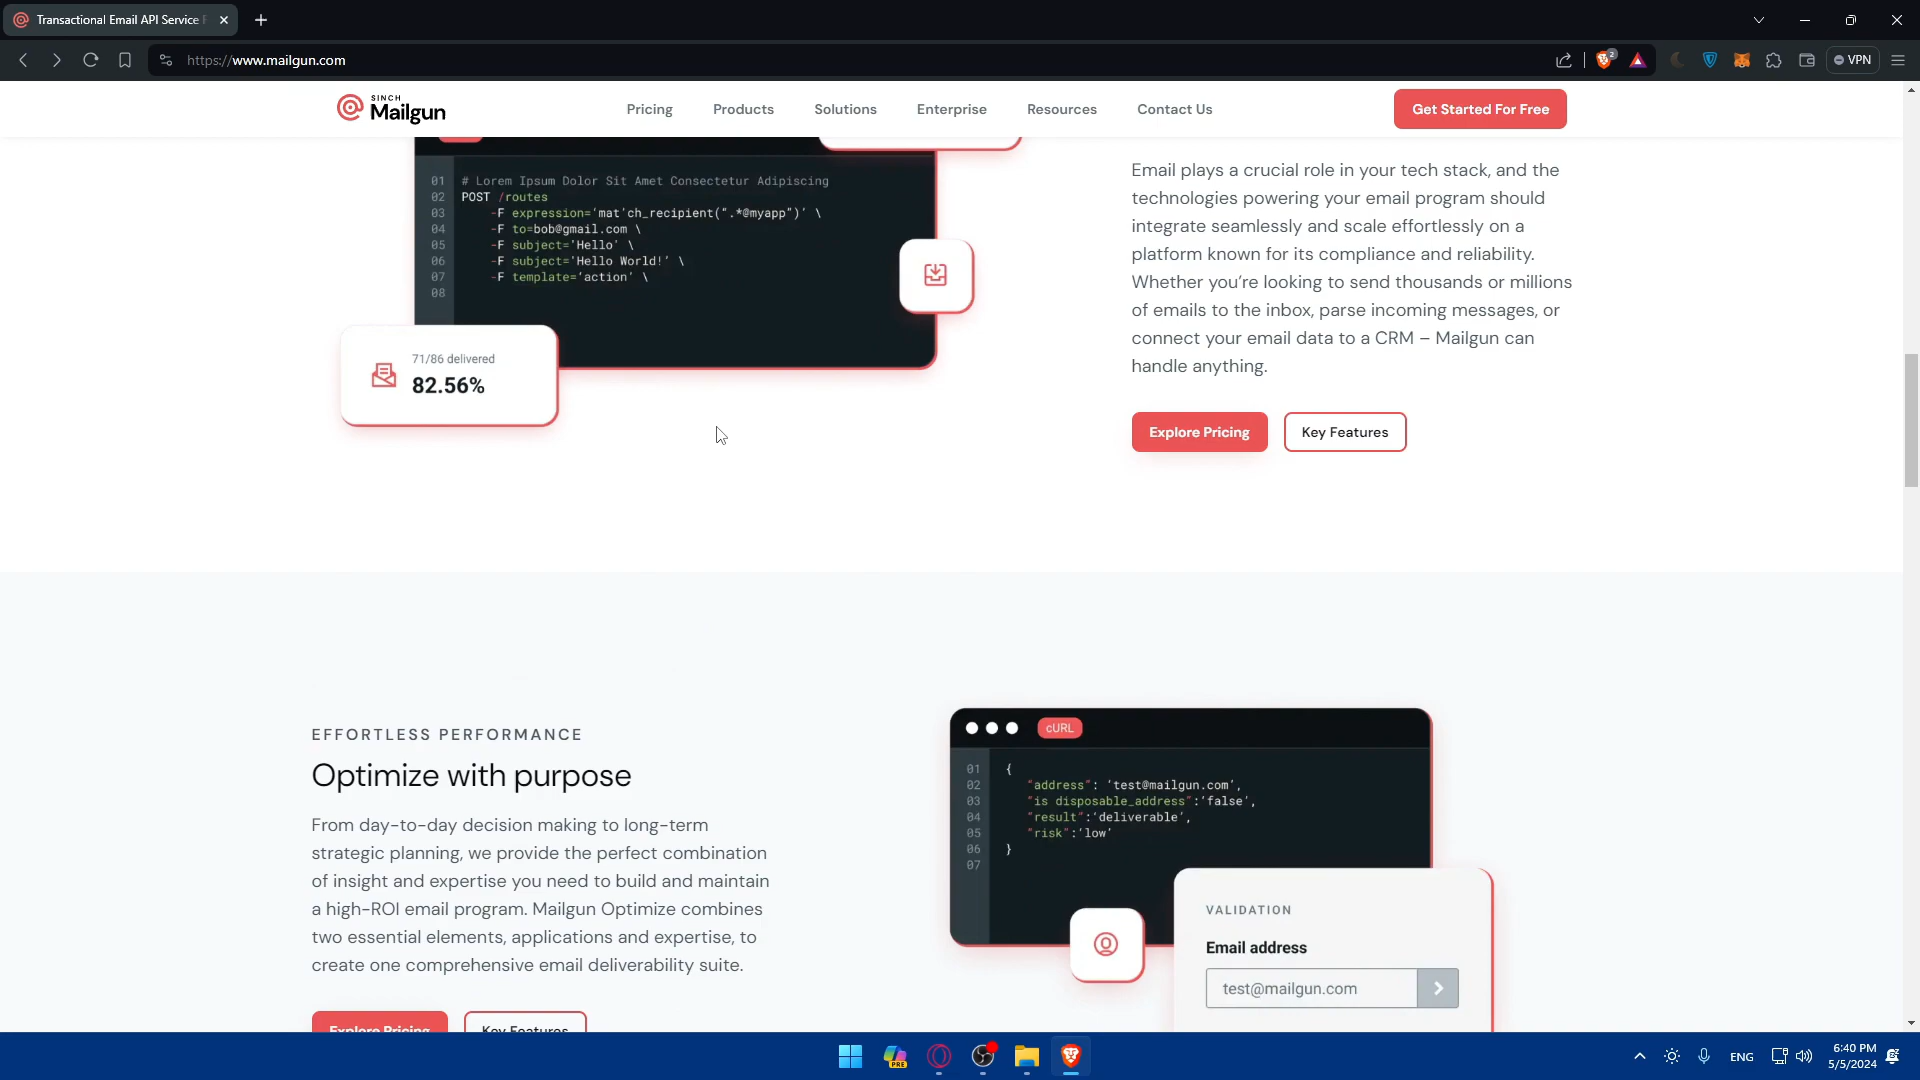 Transactional Email API Service
https://www.mailgun.com
2
VPN
SINCH
Mailgun
Pricing
Products
Solutions
Enterprise
Resources
Contact Us
Get Started For Free
01 # Lorem Ipsum Dolor Sit Amet Consectetur Adipiscing
02 POST /routes
03 -F expression='mat'ch_recipient(".*@myapp")' \
04 -F to=bob@gmail.com \
05 -F subject='Hello' \
06 -F subject='Hello World!' \
07 -F template='action' \
08
71/86 delivered
82.56%
Email plays a crucial role in your tech stack, and the
technologies powering your email program should
integrate seamlessly and scale effortlessly on a
platform known for its compliance and reliability.
Whether you're looking to send thousands or millions
of emails to the inbox, parse incoming messages, or
connect your email data to a CRM – Mailgun can
handle anything.
Explore Pricing
Key Features
EFFORTLESS PERFORMANCE
Optimize with purpose
From day-to-day decision making to long-term
strategic planning, we provide the perfect combination
of insight and expertise you need to build and maintain
a high-ROI email program. Mailgun Optimize combines
two essential elements, applications and expertise, to
create one comprehensive email deliverability suite.
Explore Pricing
Key Features
cURL
01 {
02 "address": 'test@mailgun.com',
03 "is disposable_address":'false',
04 "result":'deliverable',
05 "risk":'low'
06 }
07
VALIDATION
Email address
test@mailgun.com
PRE
ENG
6:40 PM
5/5/2024